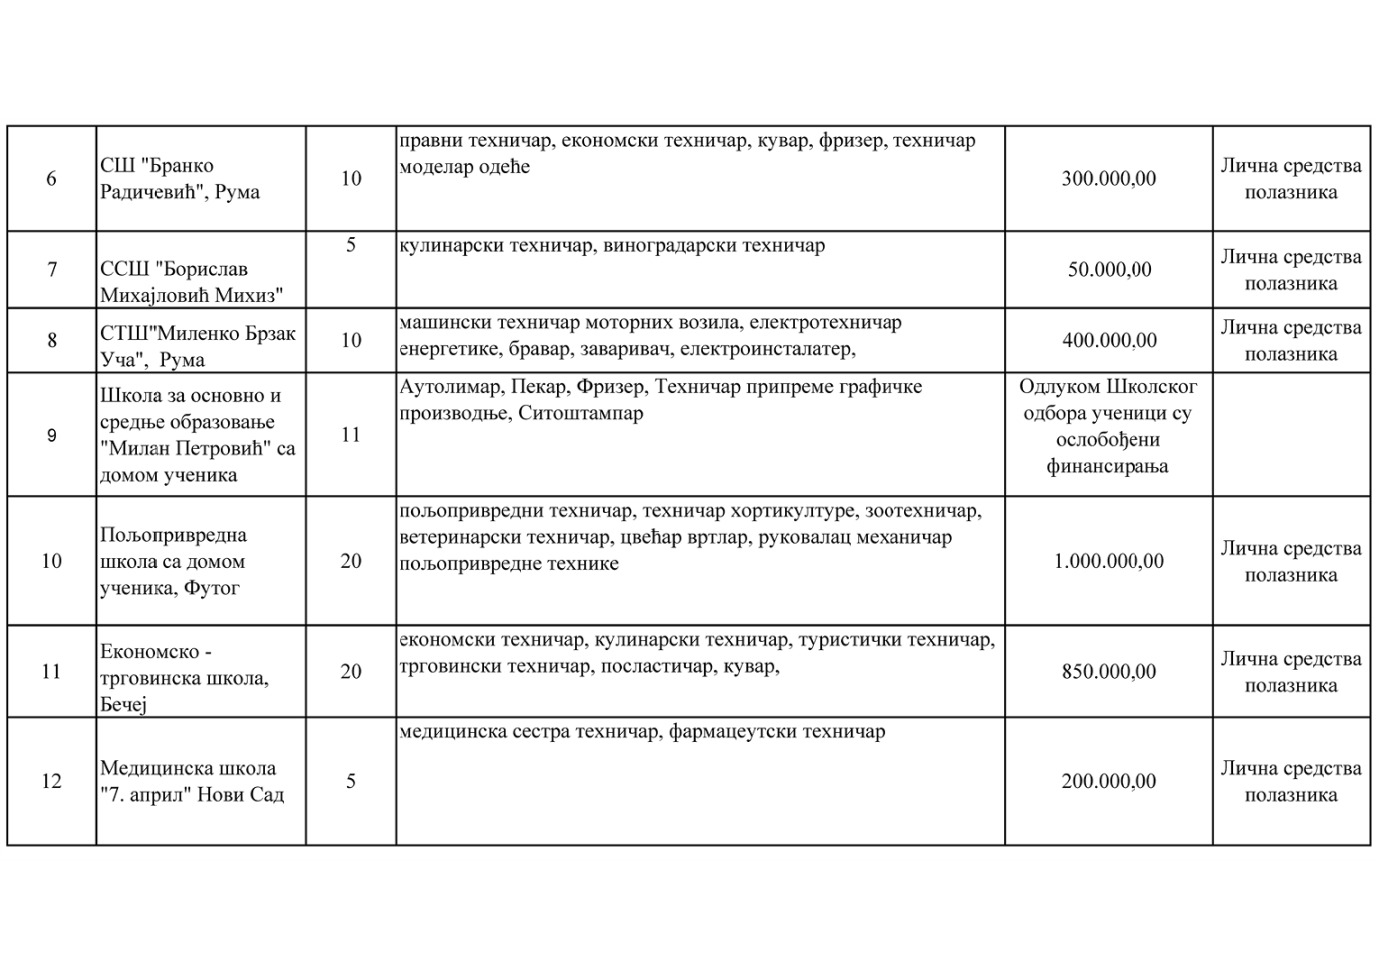 6
СШ "Бранко
Радичевић", Рума
10
правни техничар, економски техничар, кувар, фризер, техничар
моделар одеће
300.000,00
Лична средства
полазника
7
ССШ "Борислав
Михајловић Михиз"
5
кулинарски техничар, виноградарски техничар
50.000,00
Лична средства
полазника
8
СТШ"Миленко Брзак
Уча",  Рума
10
машински техничар моторних возила, електротехничар
енергетике, бравар, заваривач, електроинсталатер,
400.000,00
Лична средства
полазника
9
Школа за основно и
средње образовање
"Милан Петровић" са
домом ученика
11
Аутолимар, Пекар, Фризер, Техничар припреме графичке
производње, Ситоштампар
Одлуком Школског
одбора ученици су
ослобођени
финансирања
10
Пољопривредна
школа са домом
ученика, Футог
20
пољопривредни техничар, техничар хортикултуре, зоотехничар,
ветеринарски техничар, цвећар вртлар, руковалац механичар
пољопривредне технике
1.000.000,00
Лична средства
полазника
11
Економско -
трговинска школа,
Бечеј
20
економски техничар, кулинарски техничар, туристички техничар,
трговински техничар, посластичар, кувар,
850.000,00
Лична средства
полазника
12
Медицинска школа
"7. април" Нови Сад
5
медицинска сестра техничар, фармацеутски техничар
200.000,00
Лична средства
полазника